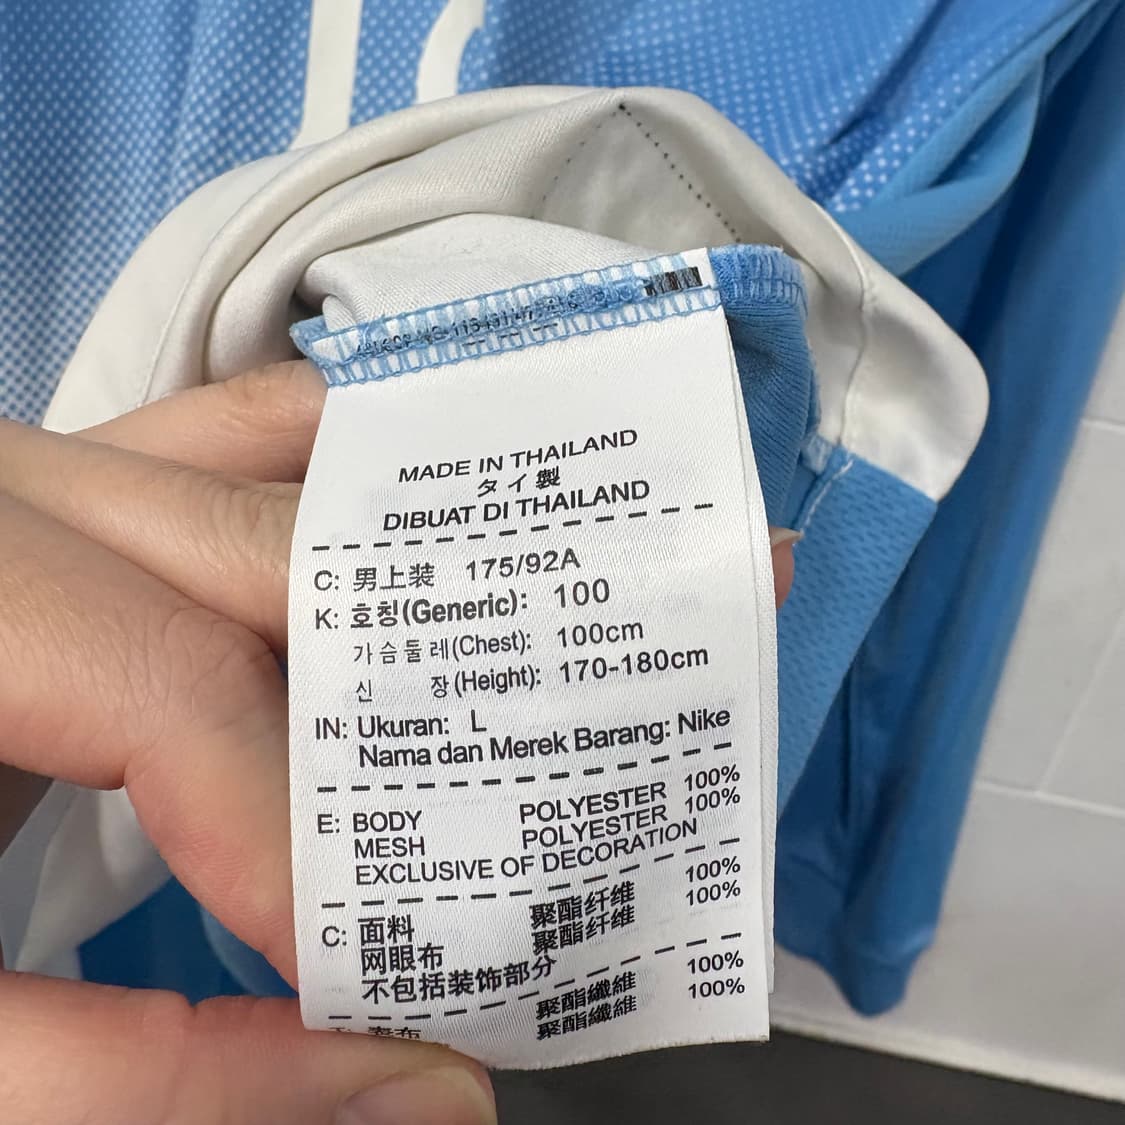 MADE IN THAILAND
タイ製
DIBUAT DI THAILAND
C: 男上装 175/92A
K: 호칭(Generic): 100
가슴둘레(Chest): 100cm
신 장(Height): 170-180cm
IN: Ukuran: L
Nama dan Merek Barang: Nike
E: BODY POLYESTER 100%
MESH POLYESTER 100%
EXCLUSIVE OF DECORATION
C: 面料 聚酯纤维 100%
网眼布 聚酯纤维 100%
不包括装饰部分
聚酯纖維 100%
聚酯纖維 100%